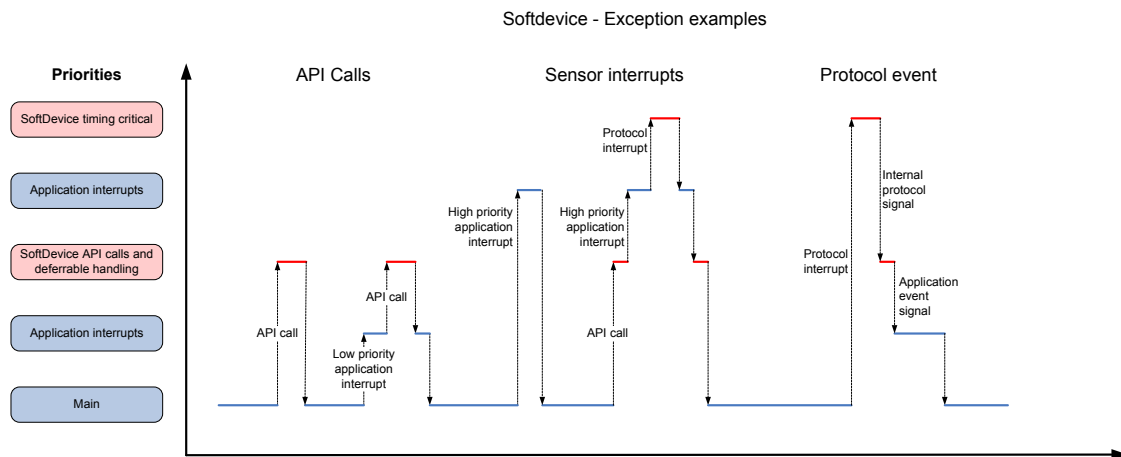 Softdevice - Exception examples
Priorities
API Calls
Sensor interrupts
Protocol event
SoftDevice timing critical
Application interrupts
SoftDevice API calls and
deferrable handling
Application interrupts
Main
API call
Low priority
application
interrupt
API call
High priority
application
interrupt
API call
High priority
application
interrupt
Protocol
interrupt
Protocol
interrupt
Internal
protocol
signal
Application
event
signal